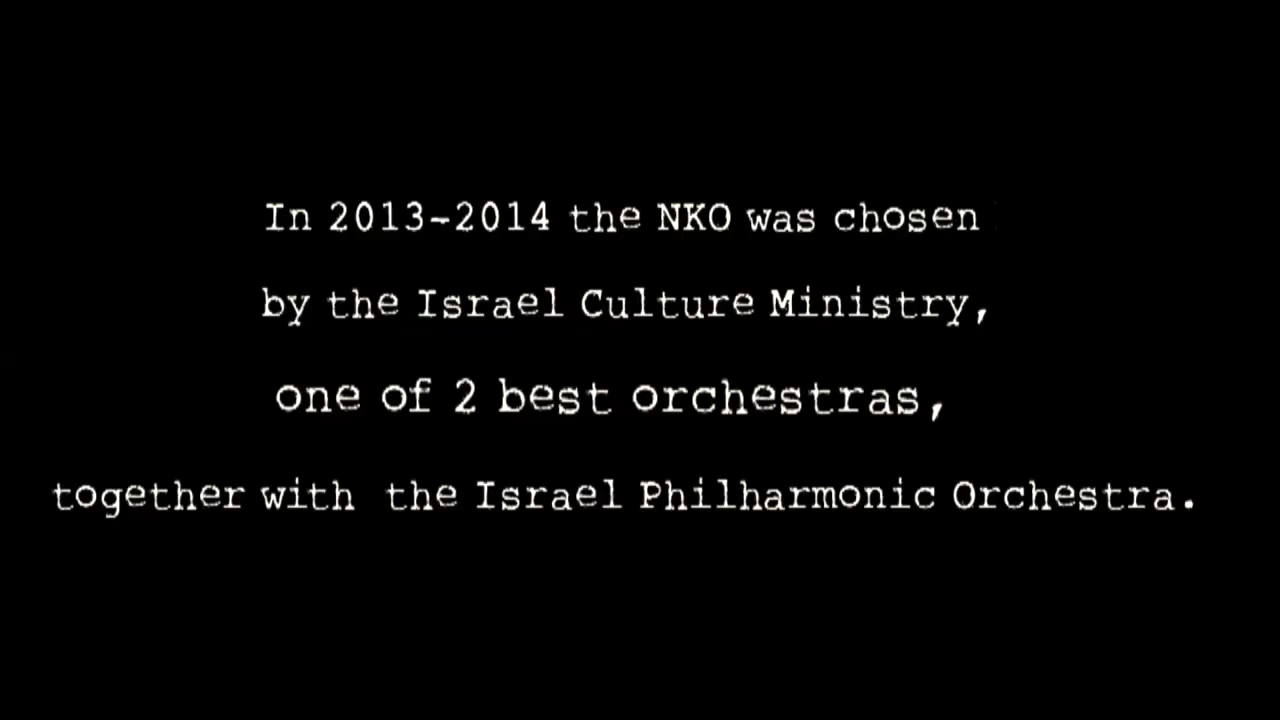 In 2013-2014 the NKO was chosen
by the Israel Culture Ministry,
one of 2 best orchestras,
together with the Israel Philharmonic Orchestra.